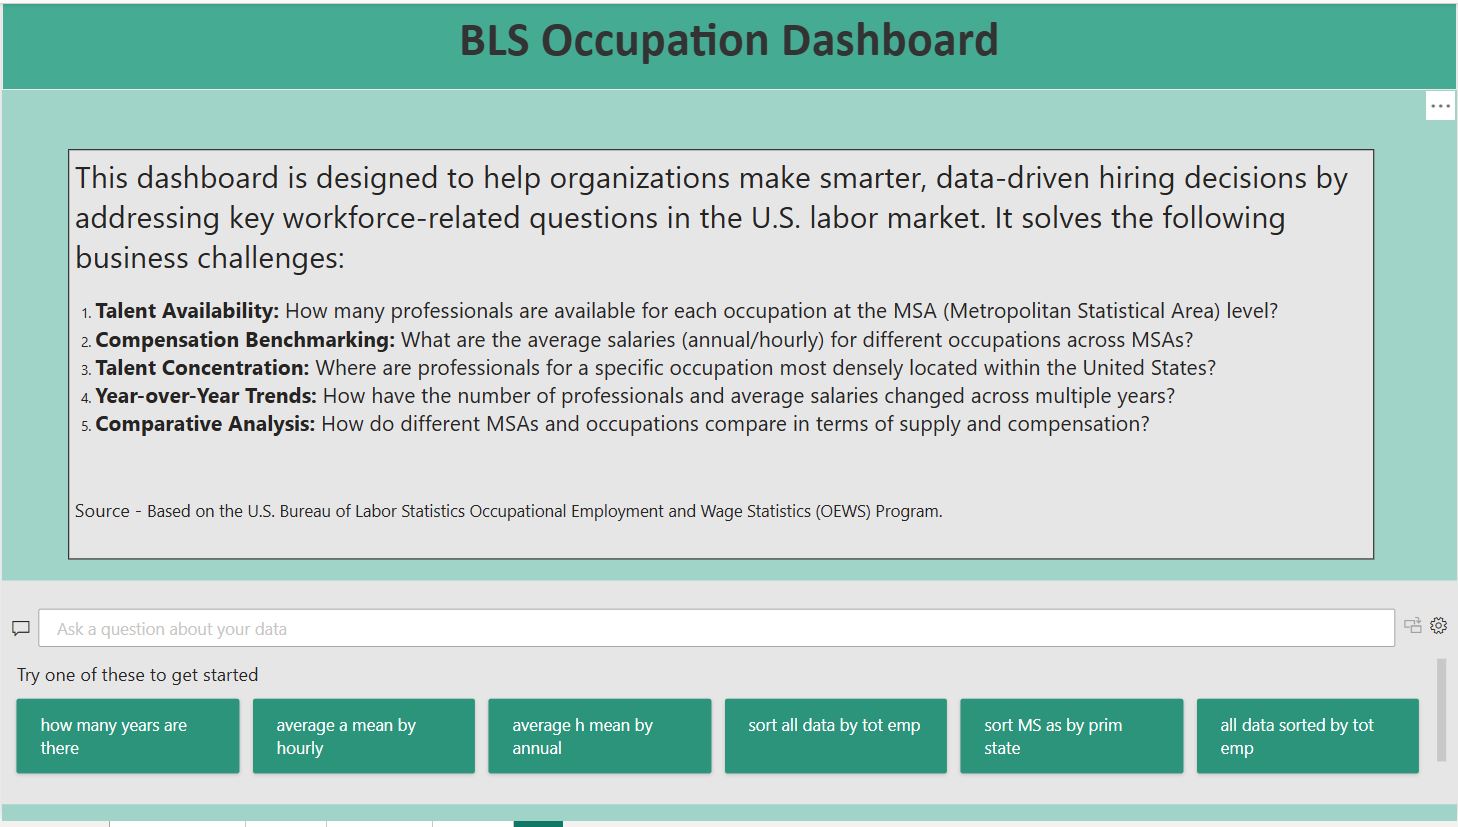 BLS Occupation Dashboard
...
This dashboard is designed to help organizations make smarter, data-driven hiring decisions by
addressing key workforce-related questions in the U.S. labor market. It solves the following
business challenges:
1. Talent Availability: How many professionals are available for each occupation at the MSA (Metropolitan Statistical Area) level?
2. Compensation Benchmarking: What are the average salaries (annual/hourly) for different occupations across MSAs?
3. Talent Concentration: Where are professionals for a specific occupation most densely located within the United States?
4. Year-over-Year Trends: How have the number of professionals and average salaries changed across multiple years?
5. Comparative Analysis: How do different MSAs and occupations compare in terms of supply and compensation?
Source - Based on the U.S. Bureau of Labor Statistics Occupational Employment and Wage Statistics (OEWS) Program.
Ask a question about your data
Try one of these to get started
how many years are
there
average a mean by
hourly
average h mean by
annual
sort all data by tot emp
sort MS as by prim
state
all data sorted by tot
emp